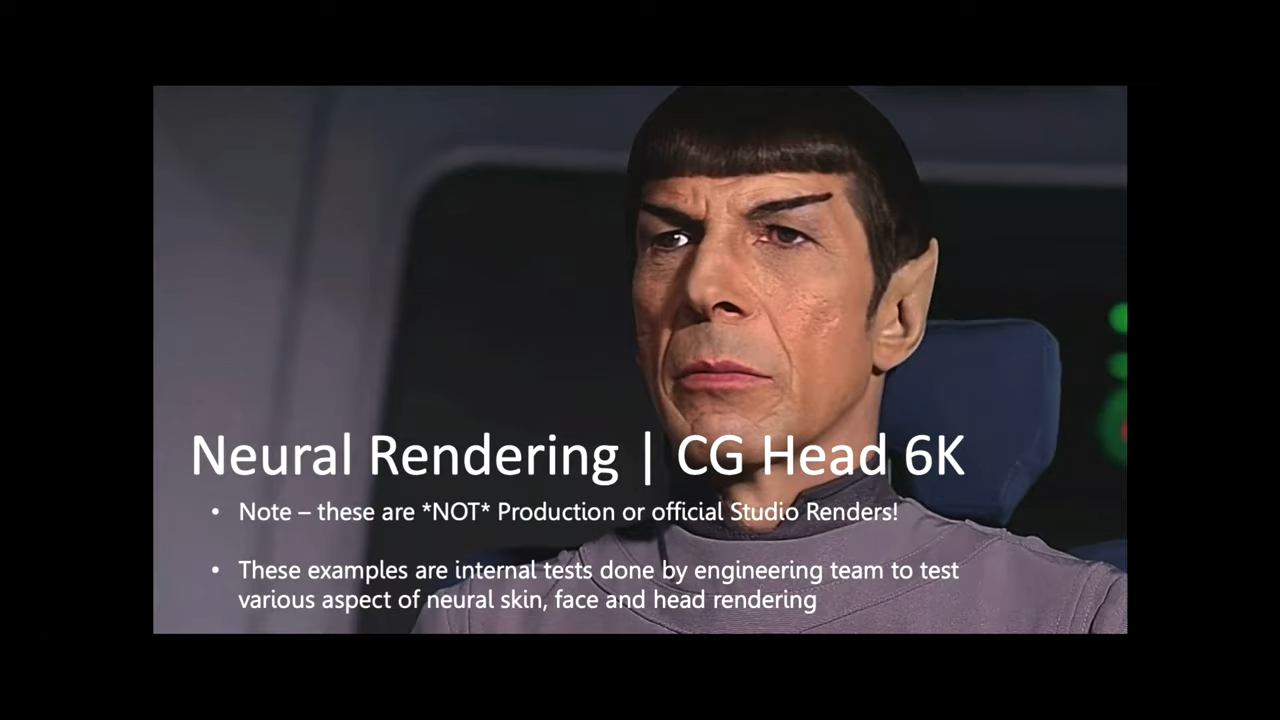 Neural Rendering | CG Head 6K
• Note – these are *NOT* Production or official Studio Renders!
• These examples are internal tests done by engineering team to test
various aspect of neural skin, face and head rendering